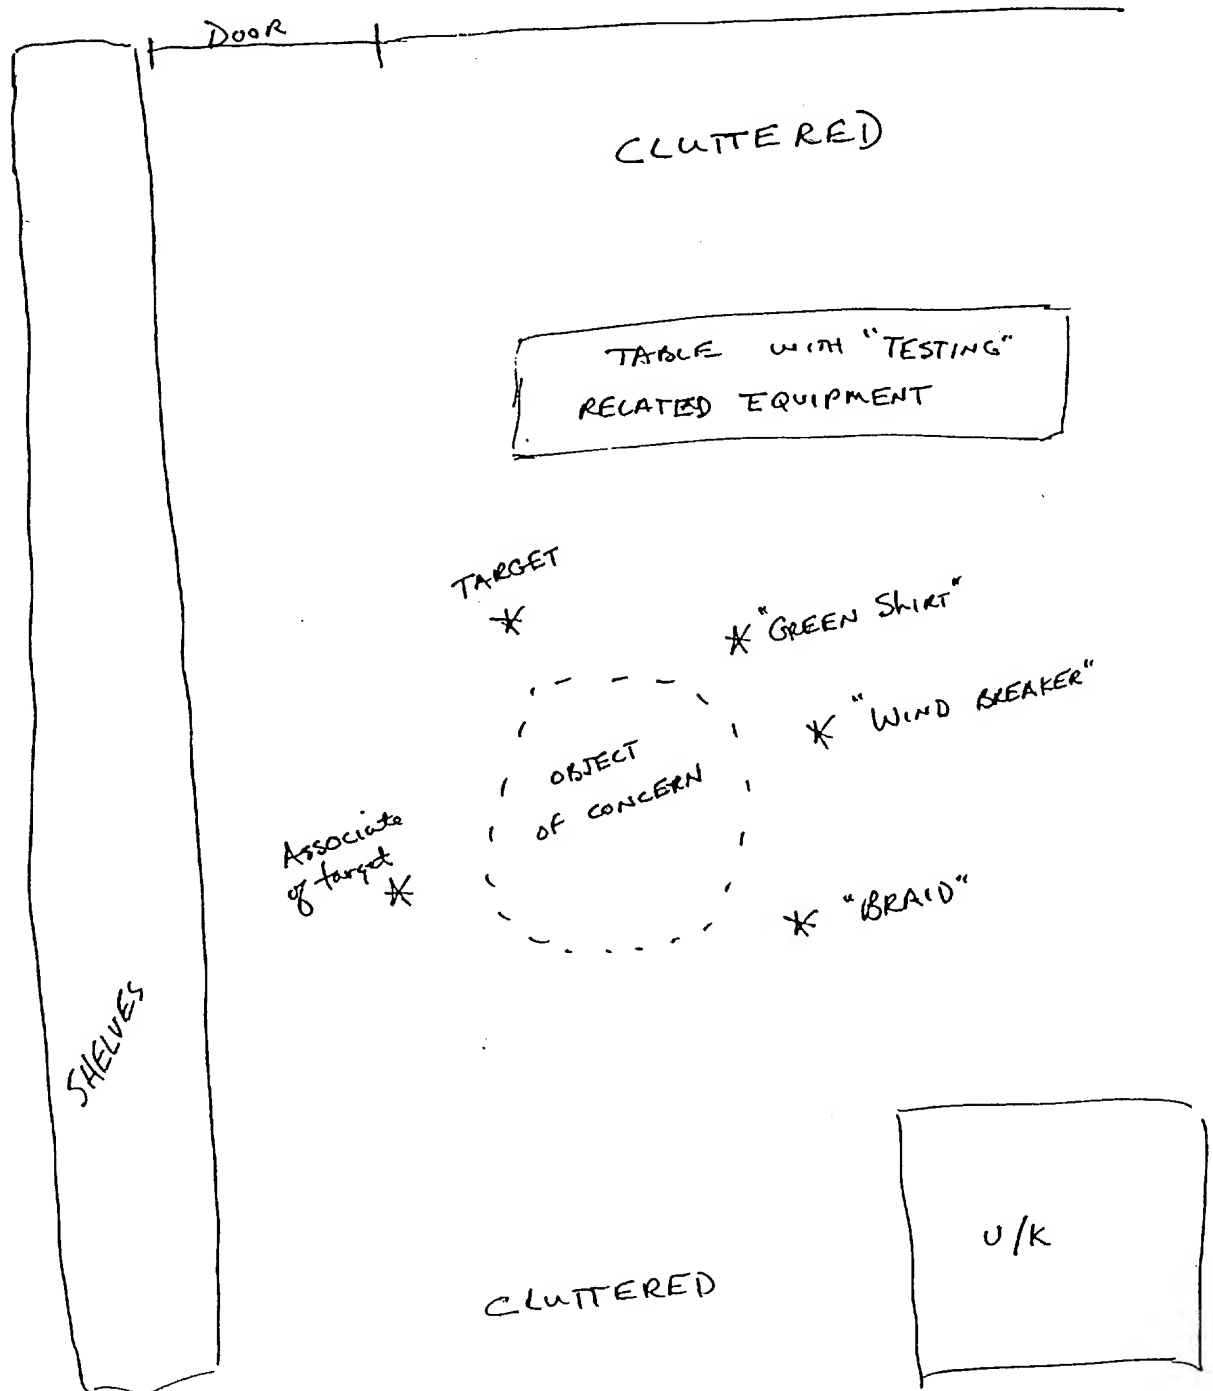 DOOR
CLUTTERED
TABLE WITH "TESTING"
RELATED EQUIPMENT
TARGET
"GREEN ShIRT"
"WIND BREAKER"
OBJECT
OF CONCERN
Associate
of target
"BRAID"
SHELVES
U/K
CLUTTERED